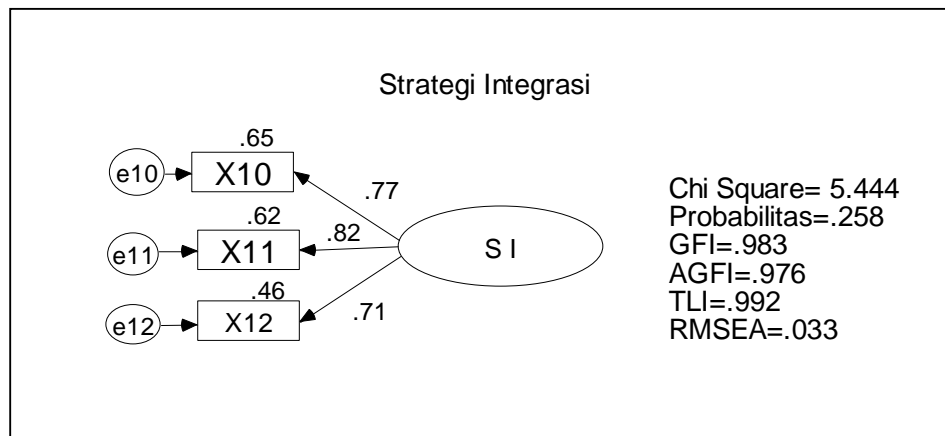 Strategi Integrasi
.65
e10
X10
.77
.62
e11
X11
.82
S I
.46
e12
X12
.71
Chi Square= 5.444
Probabilitas=.258
GFI=.983
AGFI=.976
TLI=.992
RMSEA=.033